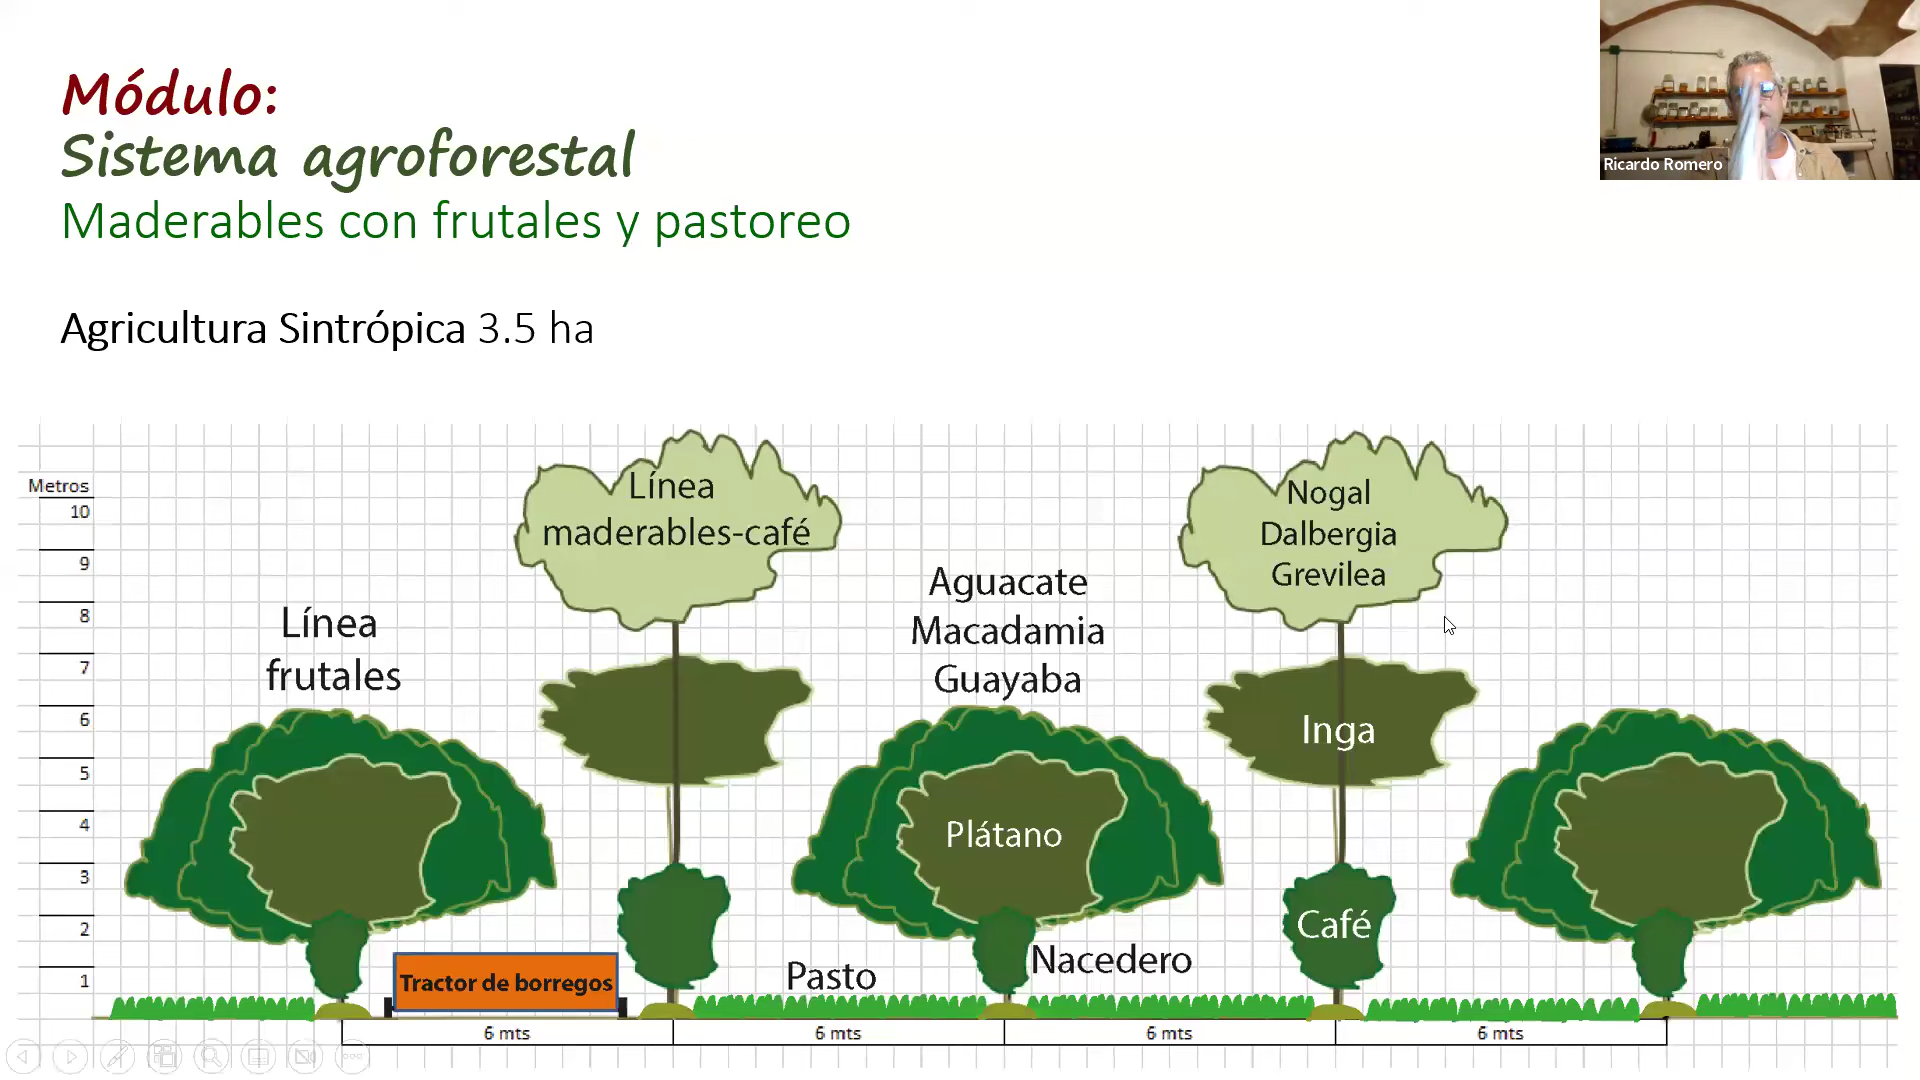 Módulo:
Sistema agroforestal
Maderables con frutales y pastoreo
Agricultura Sintrópica 3.5 ha
Ricardo Romero
Metros
10
9
8
7
6
5
4
3
2
1
Línea
frutales
Línea
maderables-café
Aguacate
Macadamia
Guayaba
Nogal
Dalbergia
Grevilea
Inga
Plátano
Café
Nacedero
Pasto
Tractor de borregos
6 mts
6 mts
6 mts
6 mts